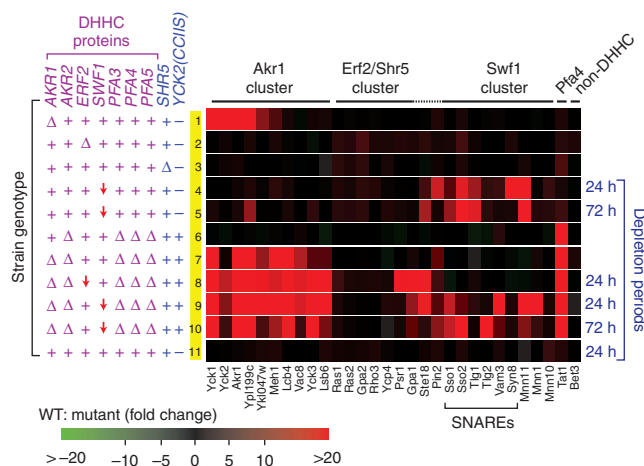 DHHC
proteins
AKR1
AKR2
ERF2
SWF1
PFA3
PFA4
PFA5
SHR5
YCK2(CCIIS)
Akr1
cluster
Erf2/Shr5
cluster
Swf1
cluster
Pfa4
non-DHHC
Strain genotype
Δ + + + + + + + − 1
+ + Δ + + + + + − 2
+ + + + + + + Δ − 3
+ + + ↓ + + + + − 4 24 h
+ + + ↓ + + + + − 5 72 h
+ Δ + + Δ Δ Δ + + 6
Δ Δ + + Δ Δ Δ + + 7
Δ Δ ↓ + Δ Δ Δ + + 8 24 h
Δ Δ + ↓ Δ Δ Δ + + 9 24 h
Δ Δ + ↓ Δ Δ Δ + + 10 72 h
+ + + + + + + + − 11 24 h
Depletion periods
Yck1
Yck2
Akr1
Ypl199c
Ykl047w
Meh1
Lcb4
Vac8
Yck3
Lsb6
Ras1
Ras2
Gpa2
Rho3
Ycp4
Psr1
Gpa1
Ste18
Pin2
Sso1
Sso2
Tlg1
Tlg2
Vam3
Syn8
Mnn11
Mnn1
Mnn10
Tat1
Bet3
SNAREs
WT: mutant (fold change)
>−20 −10 −5 0 5 10 >20